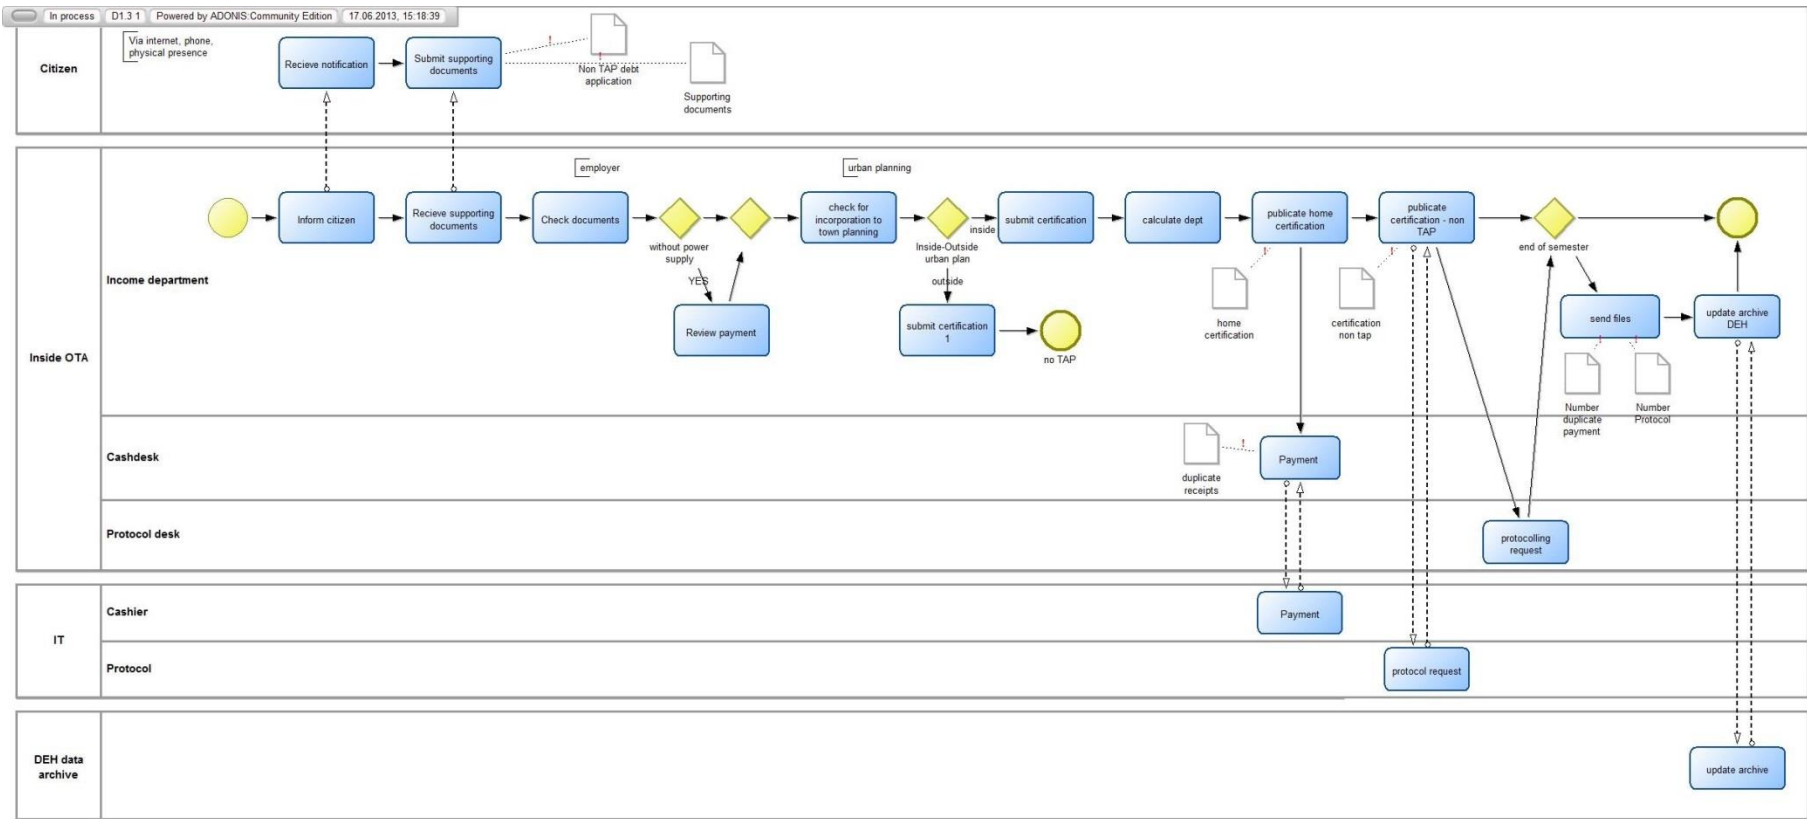 In process D1.3 1 Powered by ADONIS:Community Edition 17.06.2013, 15:18:39
Citizen
Via internet, phone,
physical presence
Recieve notification
Submit supporting
documents
Non TAP debt
application
Supporting
documents
Inside OTA
Income department
employer
urban planning
Inform citizen
Recieve supporting
documents
Check documents
without power
supply
YES
Review payment
check for
incorporation to
town planning
Inside-Outside
urban plan
inside
outside
submit certification
1
no TAP
submit certification
calculate dept
publicate home
certification
home
certification
publicate
certification - non
TAP
certification
non tap
end of semester
send files
Number
duplicate
payment
Number
Protocol
update archive
DEH
Cashdesk
duplicate
receipts
Payment
Protocol desk
protocolling
request
IT
Cashier
Payment
Protocol
protocol request
DEH data
archive
update archive